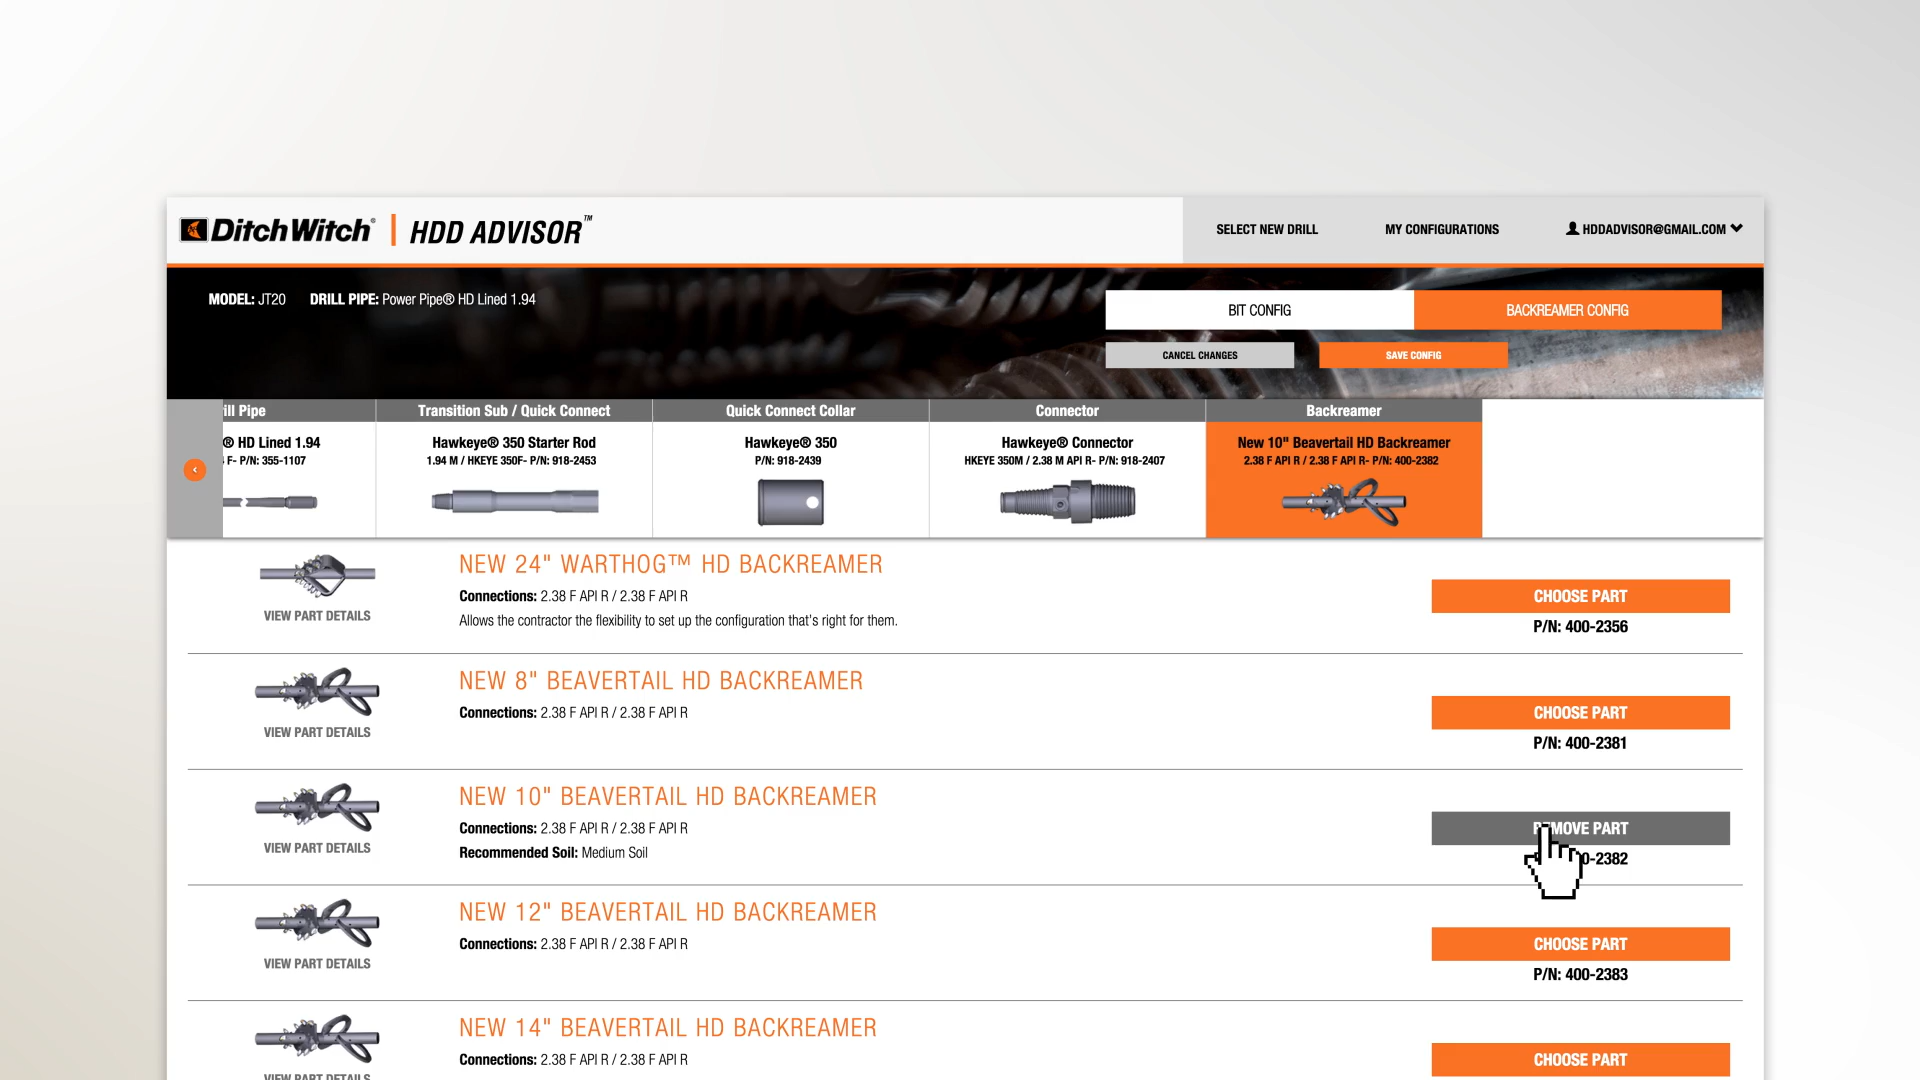 DitchWitch® | HDD ADVISOR™
SELECT NEW DRILL
MY CONFIGURATIONS
HDDADVISOR@GMAIL.COM
MODEL: JT20 DRILL PIPE: Power Pipe® HD Lined 1.94
BIT CONFIG
BACKREAMER CONFIG
CANCEL CHANGES
SAVE CONFIG
ill Pipe
® HD Lined 1.94
F- P/N: 355-1107
Transition Sub / Quick Connect
Hawkeye® 350 Starter Rod
1.94 M / HKEYE 350F- P/N: 918-2453
Quick Connect Collar
Hawkeye® 350
P/N: 918-2439
Connector
Hawkeye® Connector
HKEYE 350M / 2.38 M API R- P/N: 918-2407
Backreamer
New 10" Beavertail HD Backreamer
2.38 F API R / 2.38 F API R- P/N: 400-2382
NEW 24" WARTHOG™ HD BACKREAMER
Connections: 2.38 F API R / 2.38 F API R
Allows the contractor the flexibility to set up the configuration that's right for them.
VIEW PART DETAILS
CHOOSE PART
P/N: 400-2356
NEW 8" BEAVERTAIL HD BACKREAMER
Connections: 2.38 F API R / 2.38 F API R
VIEW PART DETAILS
CHOOSE PART
P/N: 400-2381
NEW 10" BEAVERTAIL HD BACKREAMER
Connections: 2.38 F API R / 2.38 F API R
Recommended Soil: Medium Soil
VIEW PART DETAILS
REMOVE PART
0-2382
NEW 12" BEAVERTAIL HD BACKREAMER
Connections: 2.38 F API R / 2.38 F API R
VIEW PART DETAILS
CHOOSE PART
P/N: 400-2383
NEW 14" BEAVERTAIL HD BACKREAMER
Connections: 2.38 F API R / 2.38 F API R
VIEW PART DETAILS
CHOOSE PART